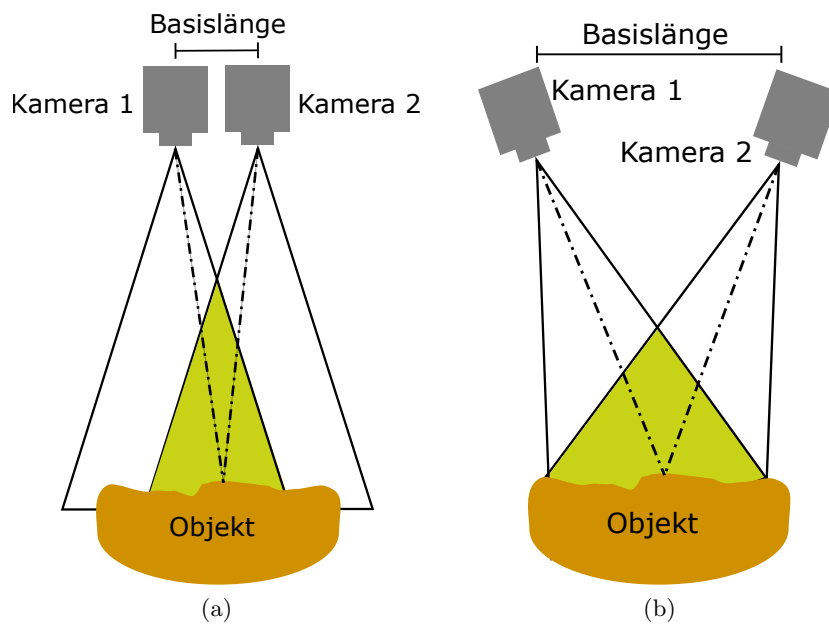 Basislänge
Kamera 1
Kamera 2
Objekt
(a)
Basislänge
Kamera 1
Kamera 2
Objekt
(b)